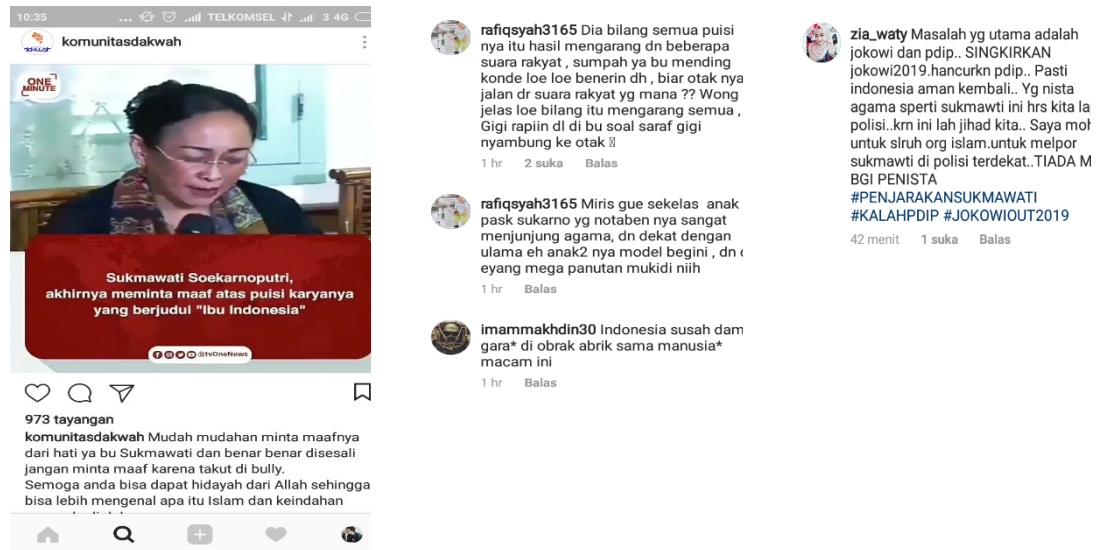 10:35
... TELKOMSEL 3 4G
komunitasdakwah
ONE
MINUTE
Sukmawati Soekarnoputri,
akhirnya meminta maaf atas puisi karyanya
yang berjudul "Ibu Indonesia"
@tvOneNews
973 tayangan
komunitasdakwah Mudah mudahan minta maafnya
dari hati ya bu Sukmawati dan benar benar disesali
jangan minta maaf karena takut di bully.
Semoga anda bisa dapat hidayah dari Allah sehingga
bisa lebih mengenal apa itu Islam dan keindahan
rafiqsyah3165 Dia bilang semua puisi
nya itu hasil mengarang dn beberapa
suara rakyat , sumpah ya bu mending
konde loe loe benerin dh , biar otak nya
jalan dr suara rakyat yg mana ?? Wong
jelas loe bilang itu mengarang semua ,
Gigi rapiin dl di bu soal saraf gigi
nyambung ke otak
1 hr 2 suka Balas
rafiqsyah3165 Miris gue sekelas anak
pask sukarno yg notaben nya sangat
menjunjung agama, dn dekat dengan
ulama eh anak2 nya model begini , dn
eyang mega panutan mukidi niih
1 hr Balas
imammakhdin30 Indonesia susah dam
gara* di obrak abrik sama manusia*
macam ini
1 hr Balas
zia_waty Masalah yg utama adalah
jokowi dan pdip.. SINGKIRKAN
jokowi2019.hancurkn pdip.. Pasti
indonesia aman kembali.. Yg nista
agama sperti sukmawti ini hrs kita la
polisi..krn ini lah jihad kita.. Saya moh
untuk slruh org islam.untuk melpor
sukmawti di polisi terdekat..TIADA M
BGI PENISTA
#PENJARAKANSUKMAWATI
#KALAHPDIP #JOKOWIOUT2019
42 menit 1 suka Balas